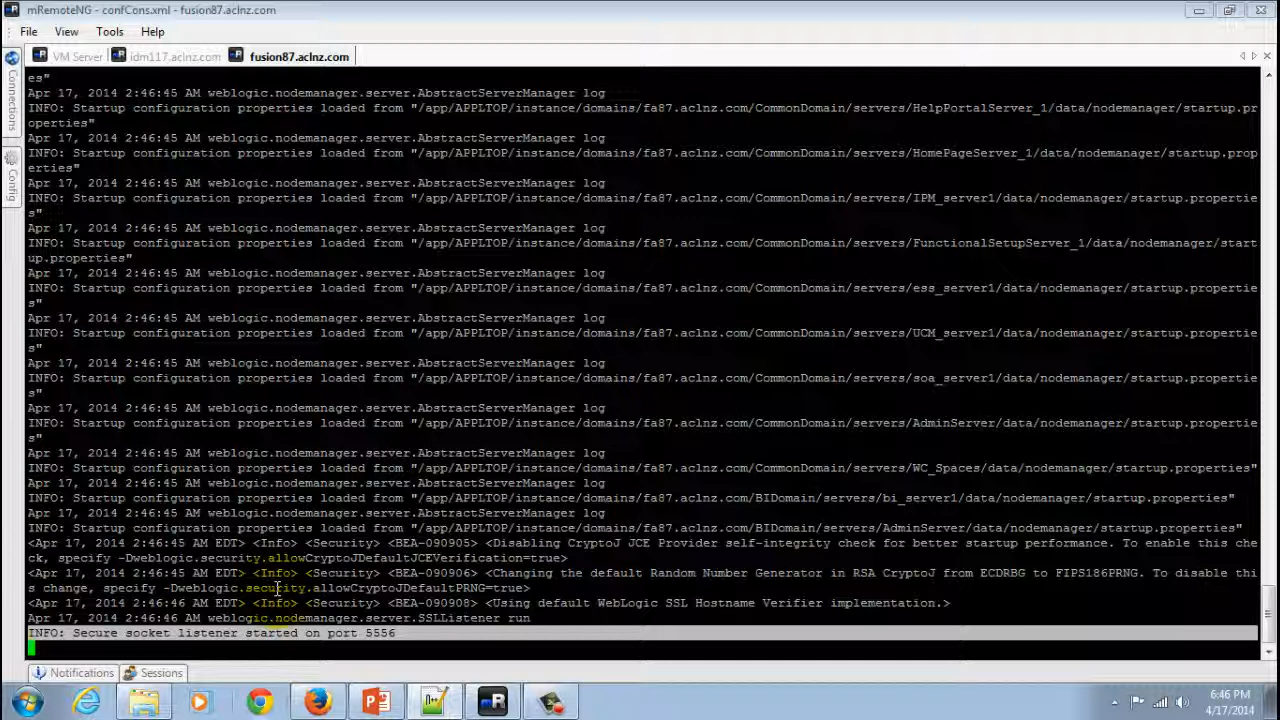 mRemoteNG - confCons.xml - fusion87.aclnz.com
File View Tools Help
VM Server idm117.aclnz.com fusion87.aclnz.com
Connections
Config
es"
Apr 17, 2014 2:46:45 AM weblogic.nodemanager.server.AbstractServerManager log
INFO: Startup configuration properties loaded from "/app/APPLTOP/instance/domains/fa87.aclnz.com/CommonDomain/servers/HelpPortalServer_1/data/nodemanager/startup.pr
operties"
Apr 17, 2014 2:46:45 AM weblogic.nodemanager.server.AbstractServerManager log
INFO: Startup configuration properties loaded from "/app/APPLTOP/instance/domains/fa87.aclnz.com/CommonDomain/servers/HomePageServer_1/data/nodemanager/startup.prop
erties"
Apr 17, 2014 2:46:45 AM weblogic.nodemanager.server.AbstractServerManager log
INFO: Startup configuration properties loaded from "/app/APPLTOP/instance/domains/fa87.aclnz.com/CommonDomain/servers/IPM_server1/data/nodemanager/startup.propertie
s"
Apr 17, 2014 2:46:45 AM weblogic.nodemanager.server.AbstractServerManager log
INFO: Startup configuration properties loaded from "/app/APPLTOP/instance/domains/fa87.aclnz.com/CommonDomain/servers/FunctionalSetupServer_1/data/nodemanager/start
up.properties"
Apr 17, 2014 2:46:45 AM weblogic.nodemanager.server.AbstractServerManager log
INFO: Startup configuration properties loaded from "/app/APPLTOP/instance/domains/fa87.aclnz.com/CommonDomain/servers/ess_server1/data/nodemanager/startup.propertie
s"
Apr 17, 2014 2:46:45 AM weblogic.nodemanager.server.AbstractServerManager log
INFO: Startup configuration properties loaded from "/app/APPLTOP/instance/domains/fa87.aclnz.com/CommonDomain/servers/UCM_server1/data/nodemanager/startup.propertie
s"
Apr 17, 2014 2:46:45 AM weblogic.nodemanager.server.AbstractServerManager log
INFO: Startup configuration properties loaded from "/app/APPLTOP/instance/domains/fa87.aclnz.com/CommonDomain/servers/soa_server1/data/nodemanager/startup.propertie
s"
Apr 17, 2014 2:46:45 AM weblogic.nodemanager.server.AbstractServerManager log
INFO: Startup configuration properties loaded from "/app/APPLTOP/instance/domains/fa87.aclnz.com/CommonDomain/servers/AdminServer/data/nodemanager/startup.propertie
s"
Apr 17, 2014 2:46:45 AM weblogic.nodemanager.server.AbstractServerManager log
INFO: Startup configuration properties loaded from "/app/APPLTOP/instance/domains/fa87.aclnz.com/CommonDomain/servers/WC_Spaces/data/nodemanager/startup.properties"
Apr 17, 2014 2:46:45 AM weblogic.nodemanager.server.AbstractServerManager log
INFO: Startup configuration properties loaded from "/app/APPLTOP/instance/domains/fa87.aclnz.com/BIDomain/servers/bi_server1/data/nodemanager/startup.properties"
Apr 17, 2014 2:46:45 AM weblogic.nodemanager.server.AbstractServerManager log
INFO: Startup configuration properties loaded from "/app/APPLTOP/instance/domains/fa87.aclnz.com/BIDomain/servers/AdminServer/data/nodemanager/startup.properties"
<Apr 17, 2014 2:46:45 AM EDT> <Info> <Security> <BEA-090905> <Disabling CryptoJ JCE Provider self-integrity check for better startup performance. To enable this che
ck, specify -Dweblogic.security.allowCryptoJDefaultJCEVerification=true>
<Apr 17, 2014 2:46:45 AM EDT> <Info> <Security> <BEA-090906> <Changing the default Random Number Generator in RSA CryptoJ from ECDRBG to FIPS186PRNG. To disable thi
s change, specify -Dweblogic.security.allowCryptoJDefaultPRNG=true>
<Apr 17, 2014 2:46:46 AM EDT> <Info> <Security> <BEA-090908> <Using default WebLogic SSL Hostname Verifier implementation.>
Apr 17, 2014 2:46:46 AM weblogic.nodemanager.server.SSLListener run
INFO: Secure socket listener started on port 5556
Notifications Sessions
6:46 PM
4/17/2014